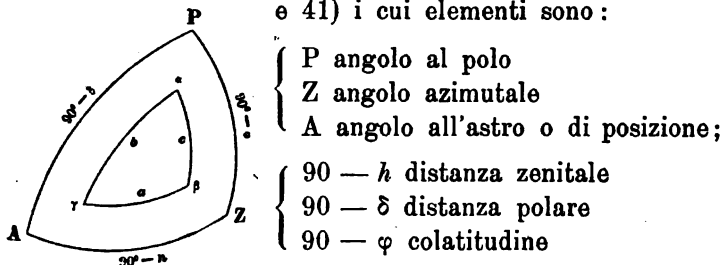 e 41) i cui elementi sono:
P angolo al polo
Z angolo azimutale
A angolo all'astro o di posizione;
90 — h distanza zenitale
90 — δ distanza polare
90 — φ colatitudine
P
90° – δ
α
b
c
a
γ
β
Z
A
90° – h